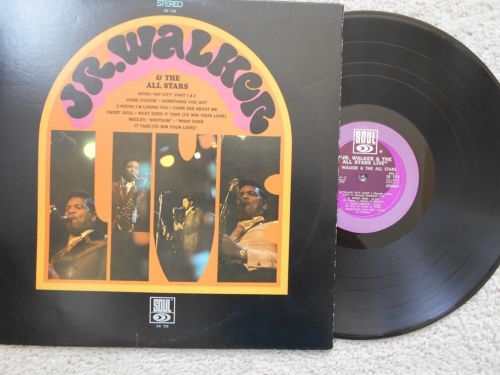 STEREO
SS 725
JR. WALKER
& THE
ALL STARS
INTRO-"RIP CITY" PART 1 & 2
HOME COOKIN' • SOMETHING YOU GOT
(I KNOW) I'M LOSING YOU • COME SEE ABOUT ME
SWEET SOUL • WHAT DOES IT TAKE (TO WIN YOUR LOVE)
MEDLEY: "SHOTGUN" • "WHAT DOES
IT TAKE (TO WIN YOUR LOVE)"
LIVE
SOUL
SS 725
SOUL
"JR. WALKER & THE
ALL STARS LIVE"
WALKER & THE ALL STARS